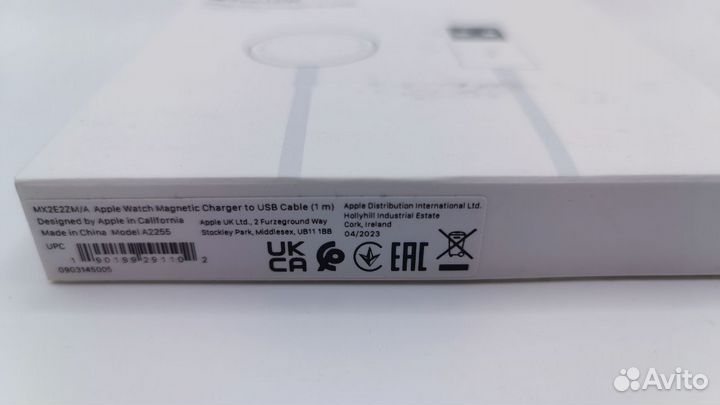 MX2E2ZM/A Apple Watch Magnetic Charger to USB Cable (1 m)
Designed by Apple in California
Made in China Model A2255
UPC
1 90199 29110 2
09G3145005
Apple UK Ltd., 2 Furzeground Way
Stockley Park, Middlesex, UB11 1BB
Apple Distribution International Ltd.
Hollyhill Industrial Estate
Cork, Ireland
04/2023
UK
CA
EAC
Avito